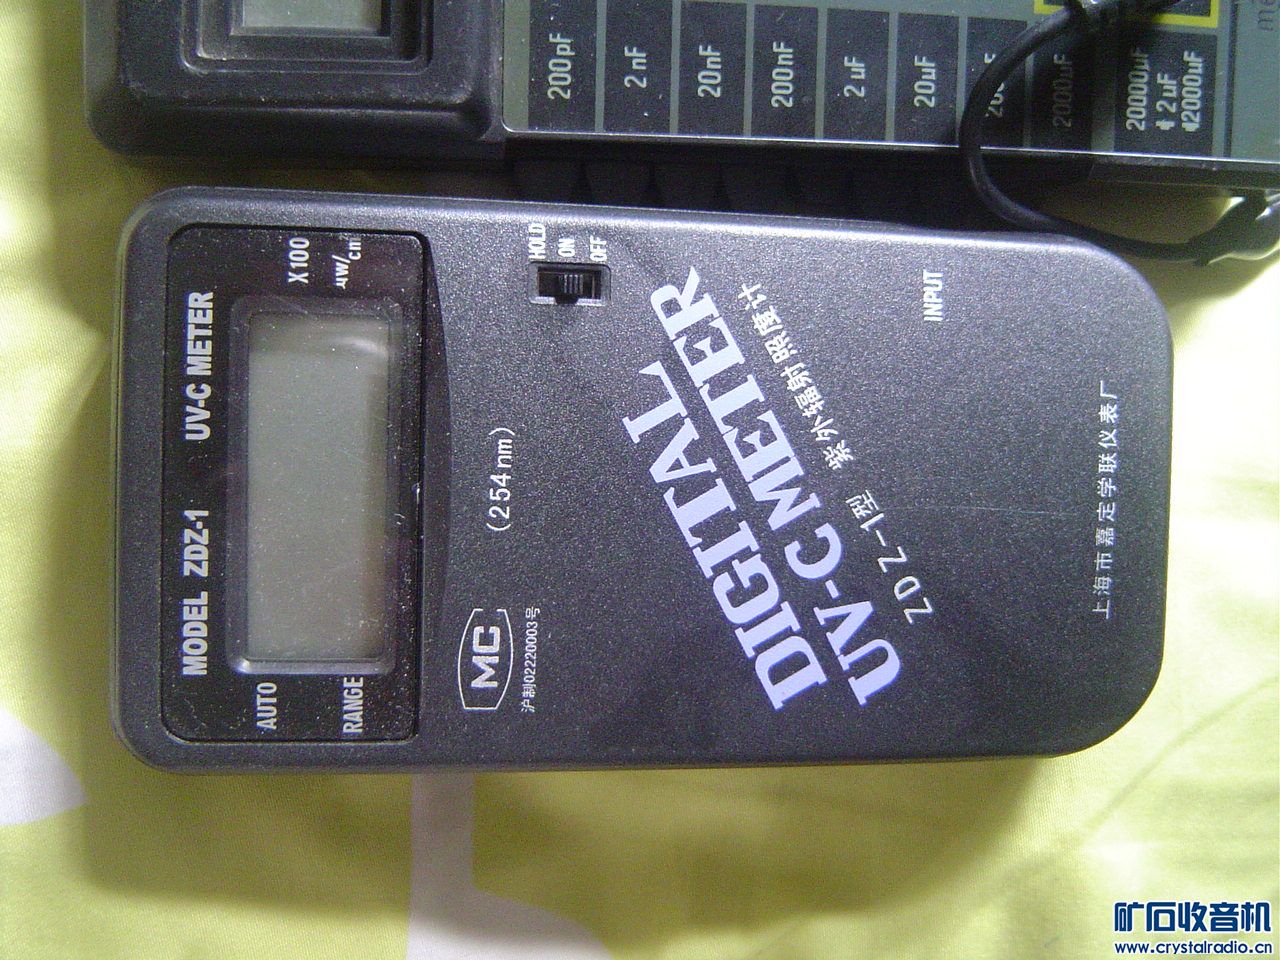 200pF
2nF
20nF
200nF
2uF
20uF
2000uF
20000µF
2uF
2000uF
MODEL ZDZ-1 UV-C METER
X100
µw/cm
AUTO
RANGE
HOLD
ON
OFF
(254nm)
MC
沪制02220003号
DIGITAL
UV-C METER
ZDZ-1型 紫外辐射照度计
INPUT
上海市嘉定学联仪表厂
矿石收音机
www.crystalradio.cn